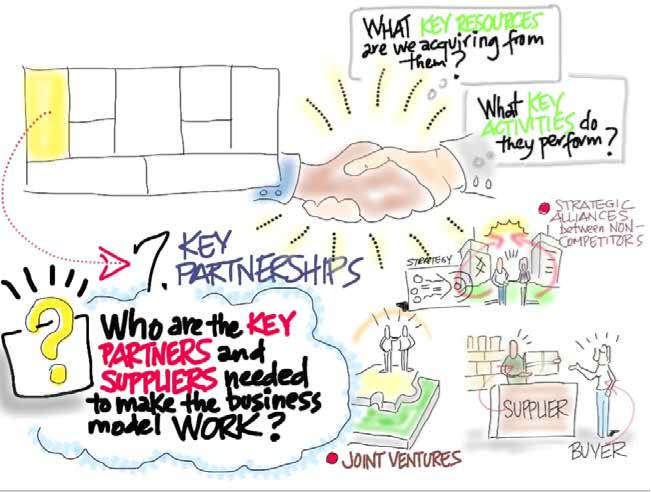 WHAT KEY RESOURCES
are we acquiring from
them?
What KEY
ACTIVITIES do
they perform?
STRATEGIC
ALLIANCES
between NON-
COMPETITORS
7. KEY
PARTNERSHIPS
STRATEGY
?
Who are the KEY
PARTNERS and
SUPPLIERS needed
to make the business
model WORK?
SUPPLIER
BUYER
JOINT VENTURES